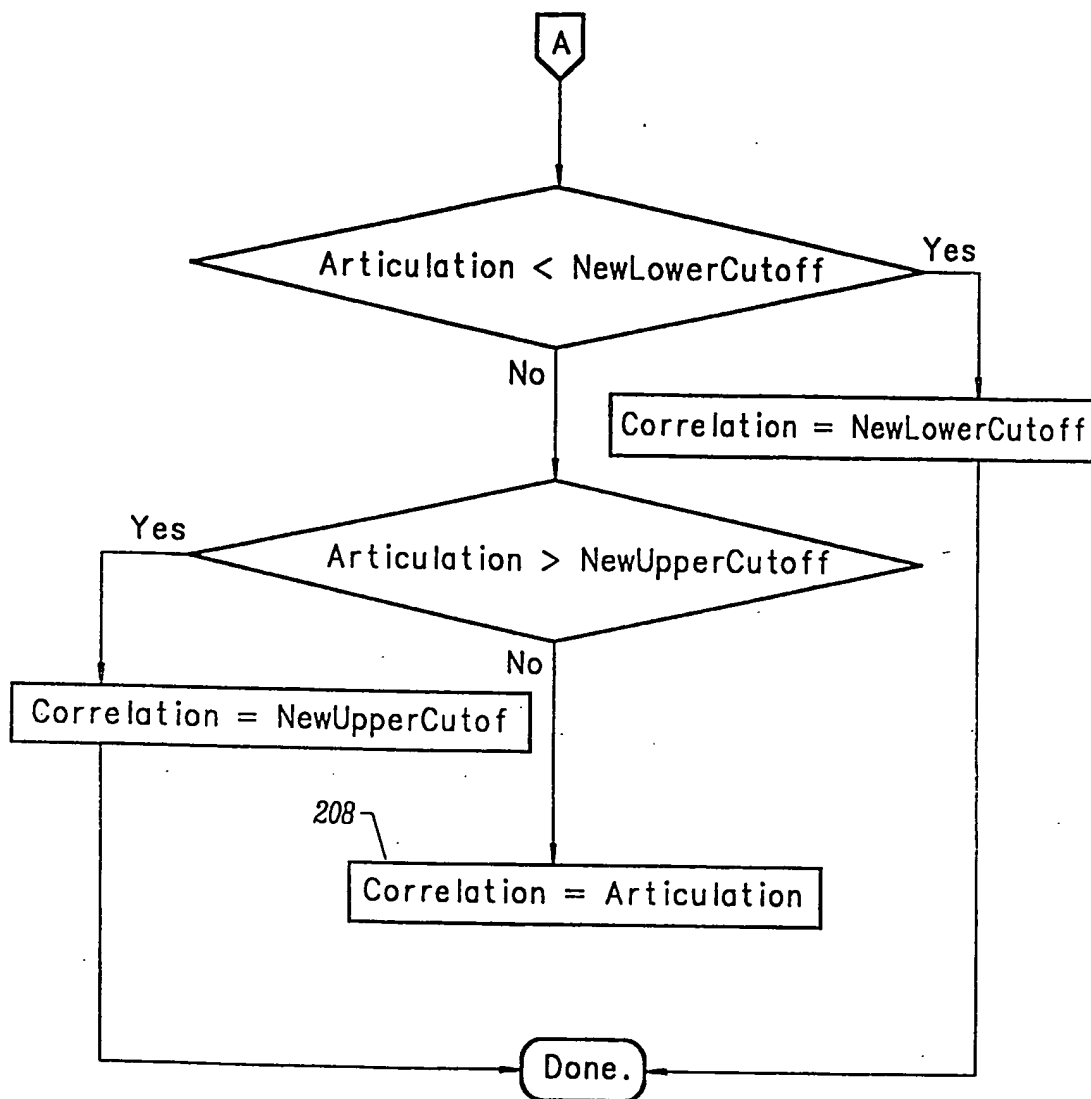 A
Articulation < NewLowerCutoff
Yes
No
Correlation = NewLowerCutoff
Yes
Articulation > NewUpperCutoff
No
Correlation = NewUpperCutof
208
Correlation = Articulation
Done.